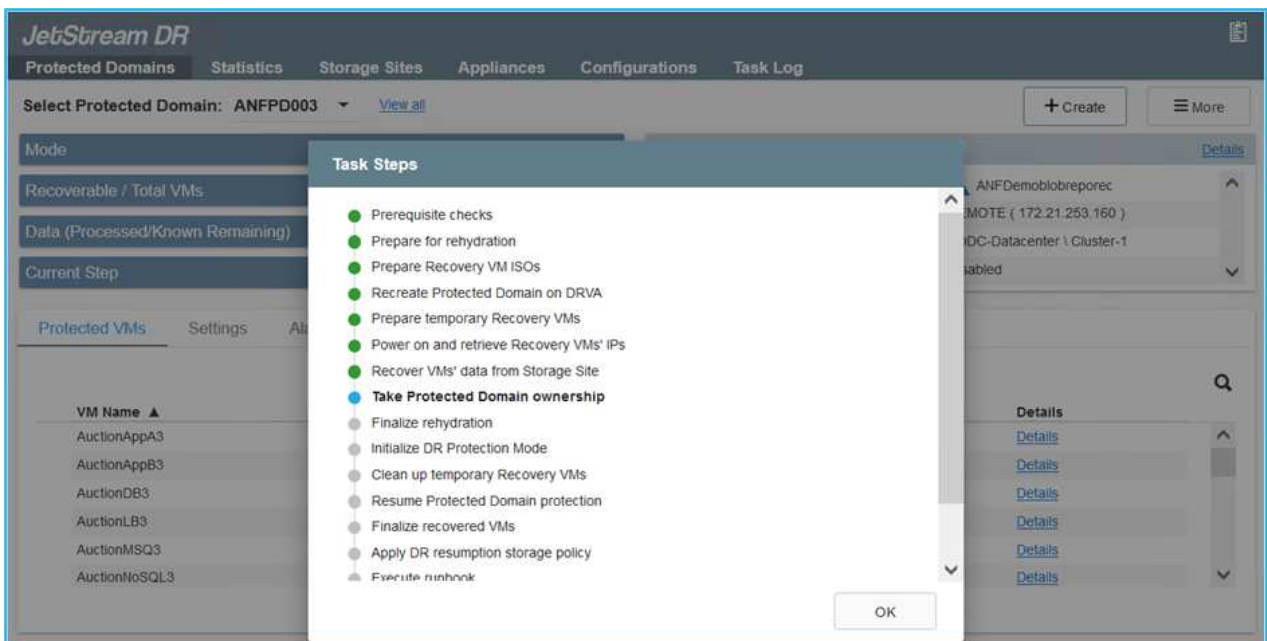 JetStream DR
Protected Domains Statistics Storage Sites Appliances Configurations Task Log
Select Protected Domain: ANFPD003 View all + Create More
Mode Details
Recoverable / Total VMs ANFDemoblobreporec
EMOTE ( 172.21.253.160 )
Data (Processed/Known Remaining)
DDC-Datacenter \ Cluster-1
Current Step sabled
Task Steps
Prerequisite checks
Prepare for rehydration
Prepare Recovery VM ISOs
Recreate Protected Domain on DRVA
Prepare temporary Recovery VMs
Power on and retrieve Recovery VMs' IPs
Recover VMs' data from Storage Site
Take Protected Domain ownership
Finalize rehydration
Initialize DR Protection Mode
Clean up temporary Recovery VMs
Resume Protected Domain protection
Finalize recovered VMs
Apply DR resumption storage policy
Execute runbook
OK
Protected VMs Settings Ala
VM Name ▲ Details
AuctionAppA3 Details
AuctionAppB3 Details
AuctionDB3 Details
AuctionLB3 Details
AuctionMSQ3 Details
AuctionNoSQL3 Details